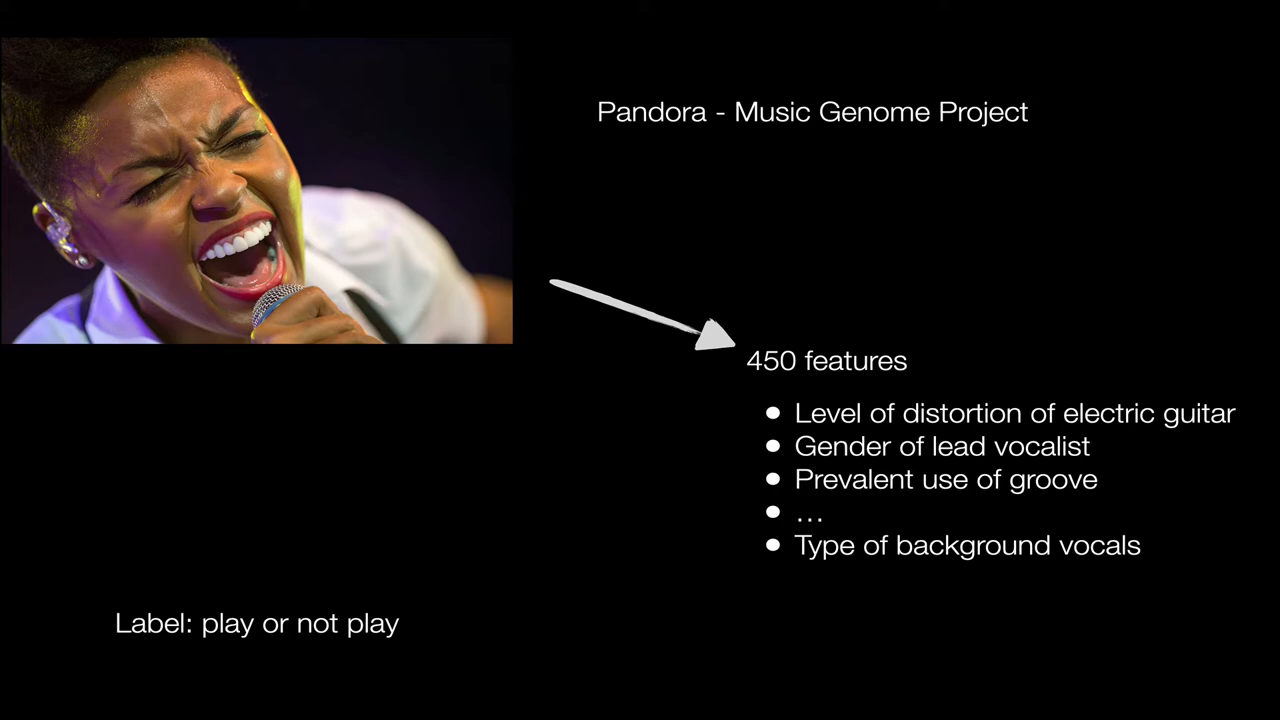 Pandora - Music Genome Project
450 features
● Level of distortion of electric guitar
● Gender of lead vocalist
● Prevalent use of groove
● …
● Type of background vocals
Label: play or not play